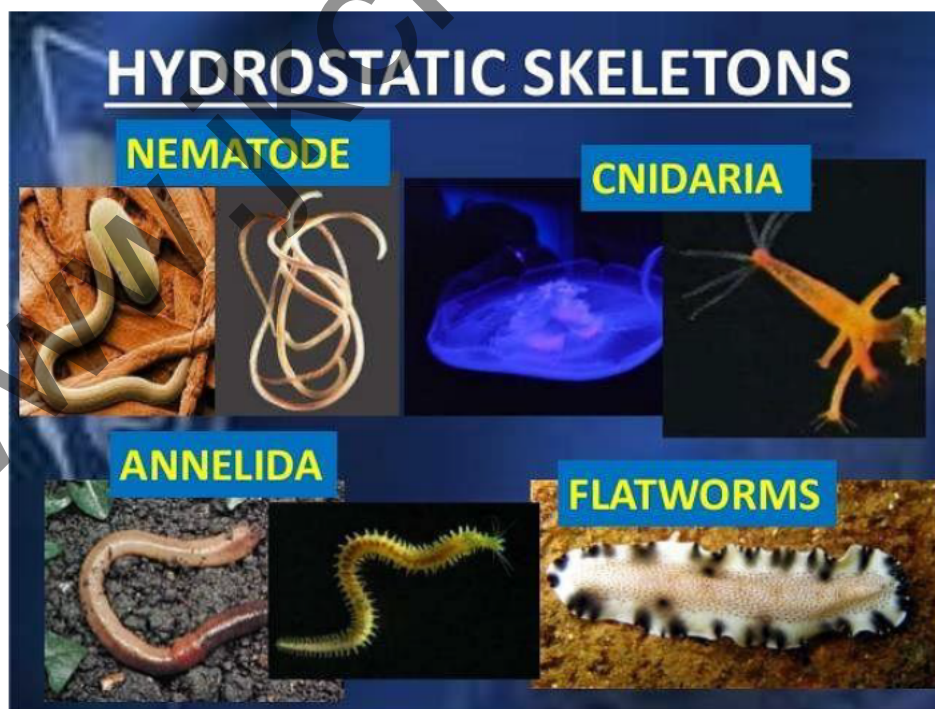 HYDROSTATIC SKELETONS
NEMATODE
CNIDARIA
ANNELIDA
FLATWORMS